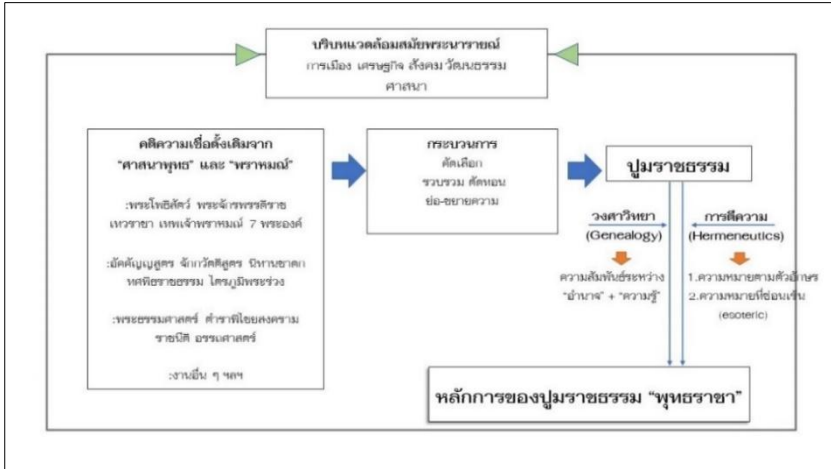 บริบทแวดล้อมสมัยพระนารายณ์
การเมือง เศรษฐกิจ สังคม วัฒนธรรม
ศาสนา
คติความเชื่อดั้งเดิมจาก
"ศาสนาพุทธ" และ "พราหมณ์"
:พระโพธิสัตว์ พระจักรพรรดิราช
เทวราชา เทพเจ้าพราหมณ์ 7 พระองค์
:อัคคัญญสูตร จักกวัตติสูตร นิทานชาดก
ทศพิธราชธรรม ไตรภูมิพระร่วง
:พระธรรมศาสตร์ ตำราพิไชยสงคราม
ราชนีติ อรรถศาสตร์
:งานอื่น ๆ ฯลฯ
กระบวนการ
คัดเลือก
รวบรวม ตัดทอน
ย่อ-ขยายความ
ปูมราชธรรม
วงศาวิทยา
(Genealogy)
ความสัมพันธ์ระหว่าง
"อำนาจ" + "ความรู้"
การตีความ
(Hermeneutics)
1.ความหมายตามตัวอักษร
2.ความหมายที่ซ่อนเร้น
(esoteric)
หลักการของปูมราชธรรม "พุทธราชา"